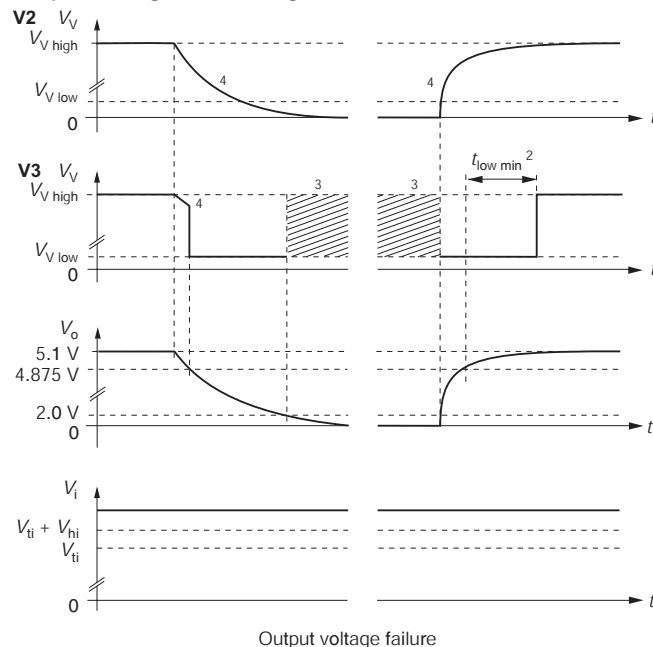 V2 V_V
V_V high
4
4
V_V low
0
t
V3 V_V
t_low min 2
V_V high
3
3
4
V_V low
0
t
V_o
5.1 V
4.875 V
2.0 V
0
t
V_i
V_ti + V_hi
V_ti
0
t
Output voltage failure